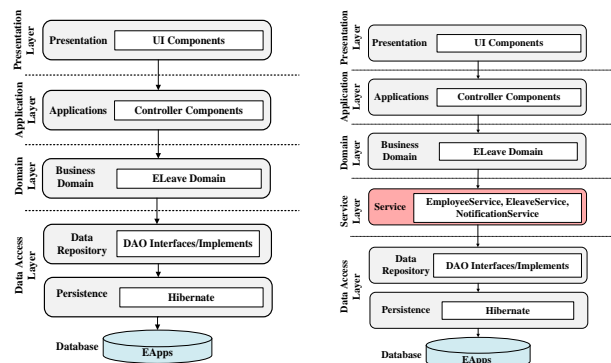 Presentation Layer
Presentation
UI Components
Application Layer
Applications
Controller Components
Domain Layer
Business Domain
ELeave Domain
Data Access Layer
Data Repository
DAO Interfaces/Implements
Persistence
Hibernate
Database
EApps
Presentation Layer
Presentation
UI Components
Application Layer
Applications
Controller Components
Domain Layer
Business Domain
ELeave Domain
Service Layer
Service
EmployeeService, EleaveService,
NotificationService
Data Access Layer
Data Repository
DAO Interfaces/Implements
Persistence
Hibernate
Database
EApps